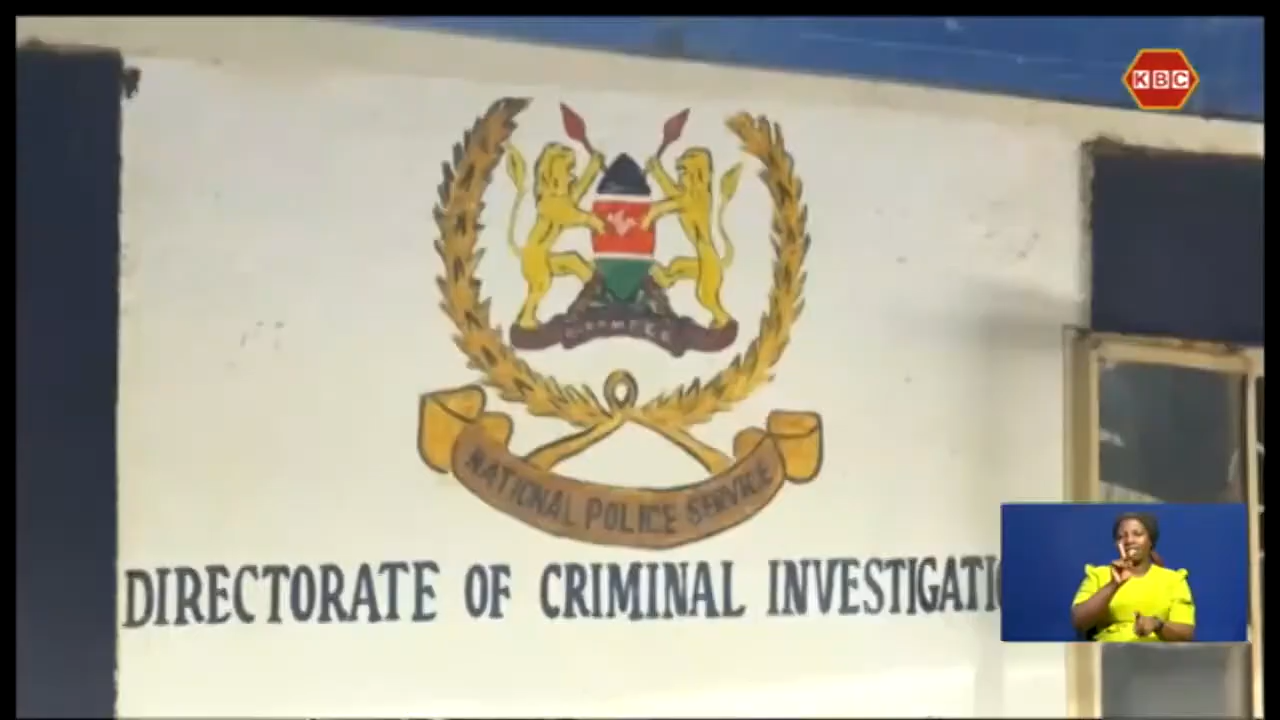 KBC
NATIONAL POLICE SERVICE
DIRECTORATE OF CRIMINAL INVESTIGATI